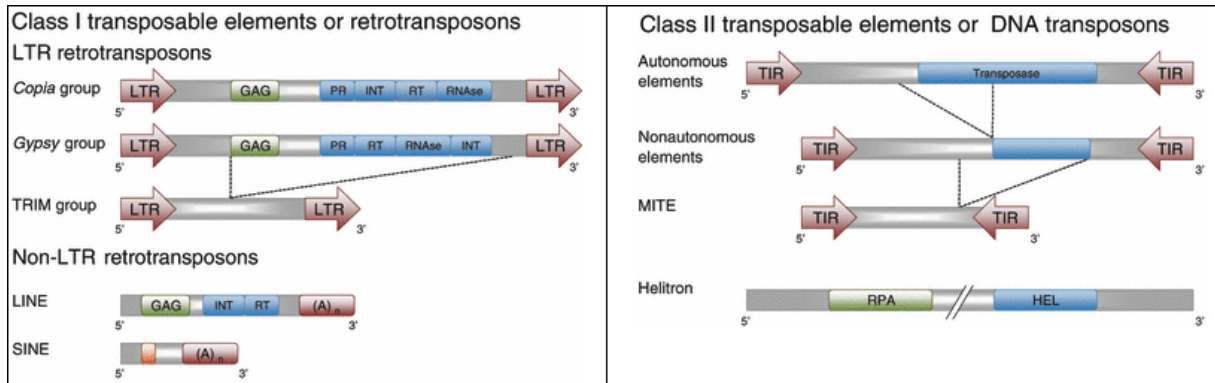 Class I transposable elements or retrotransposons
LTR retrotransposons
Copia group
LTR GAG PR INT RT RNAse LTR
5' 3'
Gypsy group
LTR GAG PR RT RNAse INT LTR
5' 3'
TRIM group
LTR LTR
5' 3'
Non-LTR retrotransposons
LINE
GAG INT RT (A) n
5' 3'
SINE
(A) n
5' 3'
Class II transposable elements or DNA transposons
Autonomous
elements
TIR Transposase TIR
5' 3'
Nonautonomous
elements
TIR TIR
5' 3'
MITE
TIR TIR
5' 3'
Helitron
RPA HEL
5' 3'